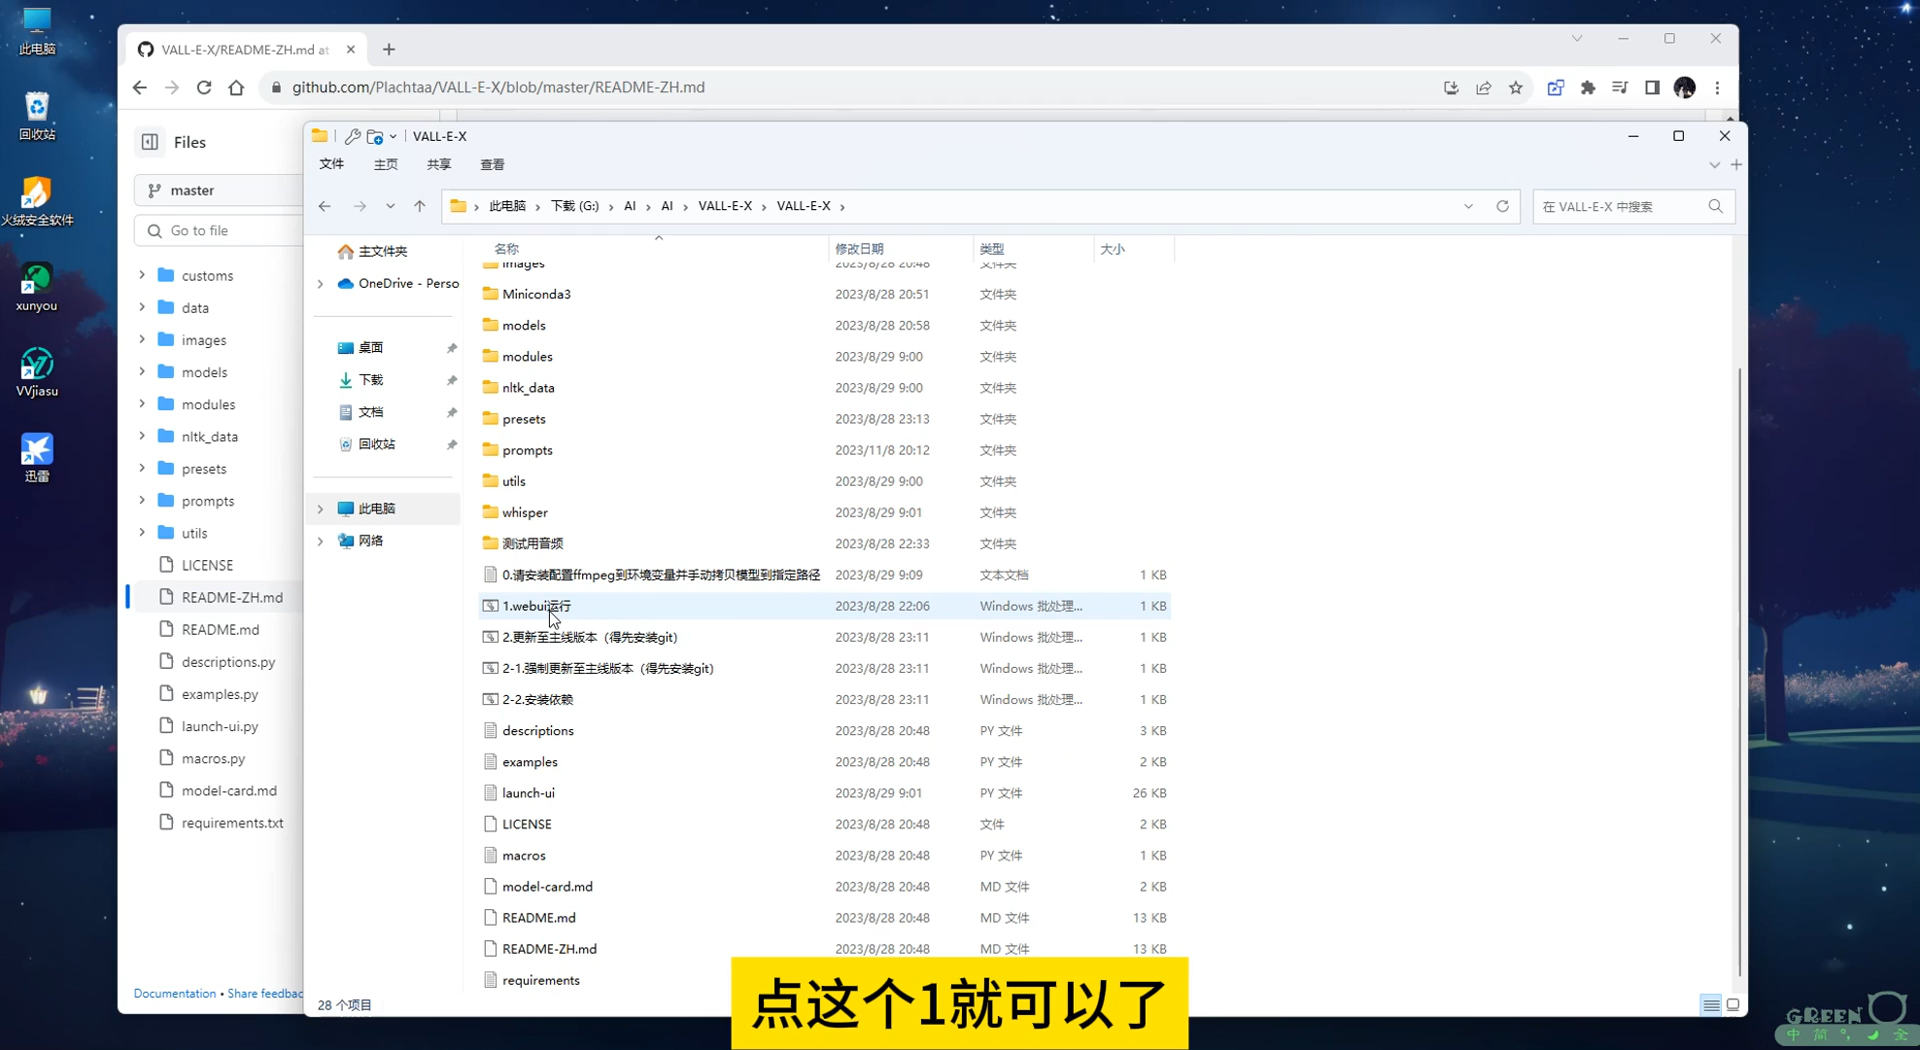 此电脑
回收站
火绒安全软件
xunyou
VVjiasu
迅雷
VALL-E-X/README-ZH.md at
github.com/Plachtaa/VALL-E-X/blob/master/README-ZH.md
Files
master
Go to file
customs
data
images
models
modules
nltk_data
presets
prompts
utils
LICENSE
README-ZH.md
README.md
descriptions.py
examples.py
launch-ui.py
macros.py
model-card.md
requirements.txt
Documentation • Share feedbac
VALL-E-X
文件 主页 共享 查看
此电脑 › 下载 (G:) › AI › AI › VALL-E-X › VALL-E-X ›
在 VALL-E-X 中搜索
主文件夹
OneDrive - Perso
桌面
下载
文档
回收站
此电脑
网络
名称 修改日期 类型 大小
images 2023/8/28 20:48 文件夹
Miniconda3 2023/8/28 20:51 文件夹
models 2023/8/28 20:58 文件夹
modules 2023/8/29 9:00 文件夹
nltk_data 2023/8/29 9:00 文件夹
presets 2023/8/28 23:13 文件夹
prompts 2023/11/8 20:12 文件夹
utils 2023/8/29 9:00 文件夹
whisper 2023/8/29 9:01 文件夹
测试用音频 2023/8/28 22:33 文件夹
0.请安装配置ffmpeg到环境变量并手动拷贝模型到指定路径 2023/8/29 9:09 文本文档 1 KB
1.webui运行 2023/8/28 22:06 Windows 批处理... 1 KB
2.更新至主线版本（得先安装git） 2023/8/28 23:11 Windows 批处理... 1 KB
2-1.强制更新至主线版本（得先安装git） 2023/8/28 23:11 Windows 批处理... 1 KB
2-2.安装依赖 2023/8/28 23:11 Windows 批处理... 1 KB
descriptions 2023/8/28 20:48 PY 文件 3 KB
examples 2023/8/28 20:48 PY 文件 2 KB
launch-ui 2023/8/29 9:01 PY 文件 26 KB
LICENSE 2023/8/28 20:48 文件 2 KB
macros 2023/8/28 20:48 PY 文件 1 KB
model-card.md 2023/8/28 20:48 MD 文件 2 KB
README.md 2023/8/28 20:48 MD 文件 13 KB
README-ZH.md 2023/8/28 20:48 MD 文件 13 KB
requirements
28 个项目
点这个1就可以了
GREEN
中 简 °, 全